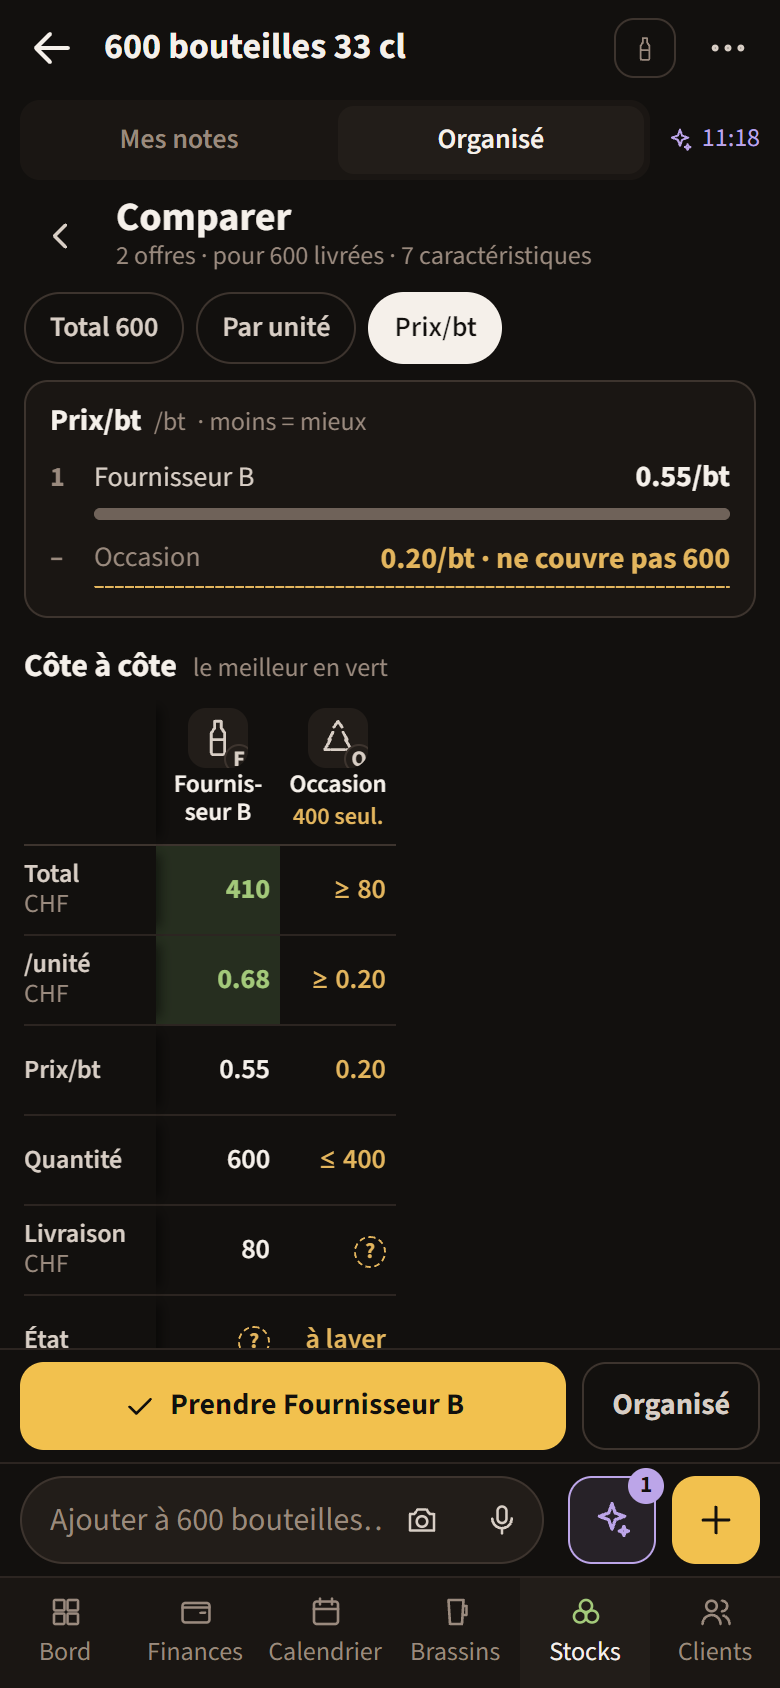 600 bouteilles 33 cl
Mes notes
Organisé
11:18
Comparer
2 offres · pour 600 livrées · 7 caractéristiques
Total 600
Par unité
Prix/bt
Prix/bt /bt · moins = mieux
1 Fournisseur B 0.55/bt
– Occasion 0.20/bt · ne couvre pas 600
Côte à côte le meilleur en vert
F
O
Fournis-
seur B
Occasion
400 seul.
Total
CHF
410
≥ 80
/unité
CHF
0.68
≥ 0.20
Prix/bt 0.55 0.20
Quantité 600 ≤ 400
Livraison
CHF
80
?
État ? à laver
Prendre Fournisseur B
Organisé
Ajouter à 600 bouteilles..
1
Bord
Finances
Calendrier
Brassins
Stocks
Clients